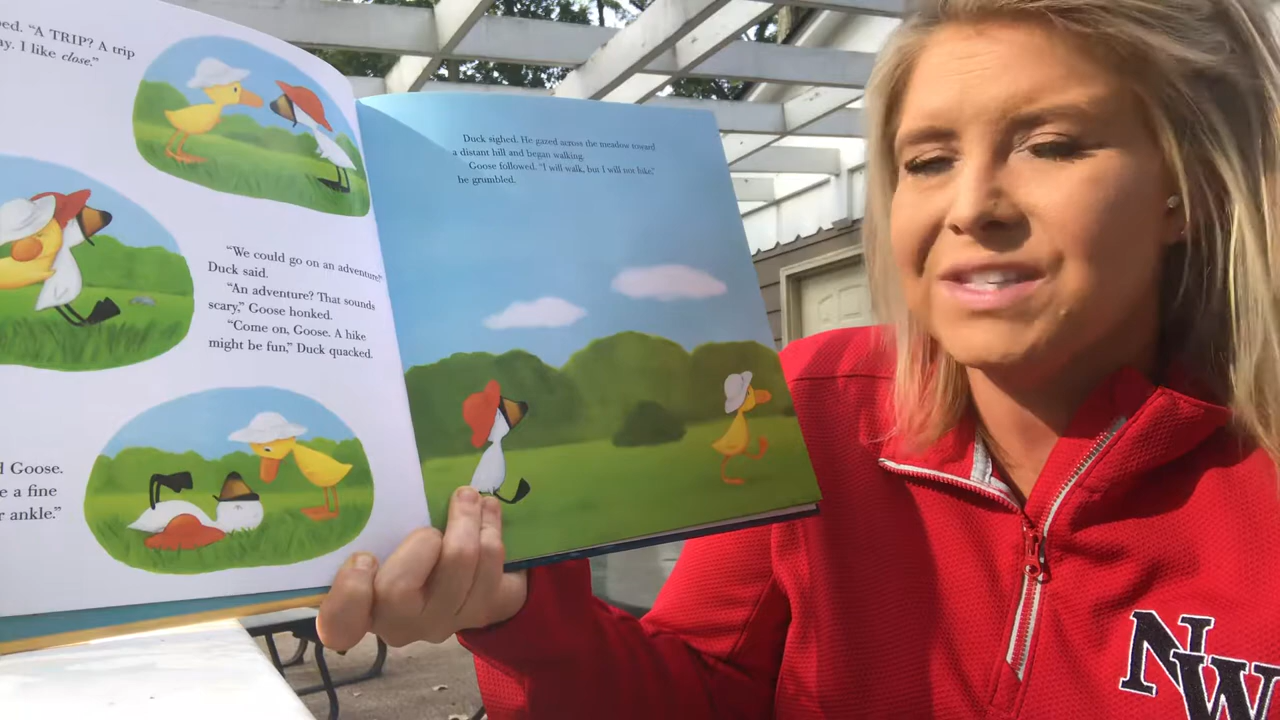 ed. "A TRIP? A trip
ay. I like close."
"We could go on an adventure,"
Duck said.
"An adventure? That sounds
scary," Goose honked.
"Come on, Goose. A hike
might be fun," Duck quacked.
d Goose.
e a fine
r ankle."
Duck sighed. He gazed across the meadow toward
a distant hill and began walking.
Goose followed. "I will walk, but I will not hike,"
he grumbled.
NW